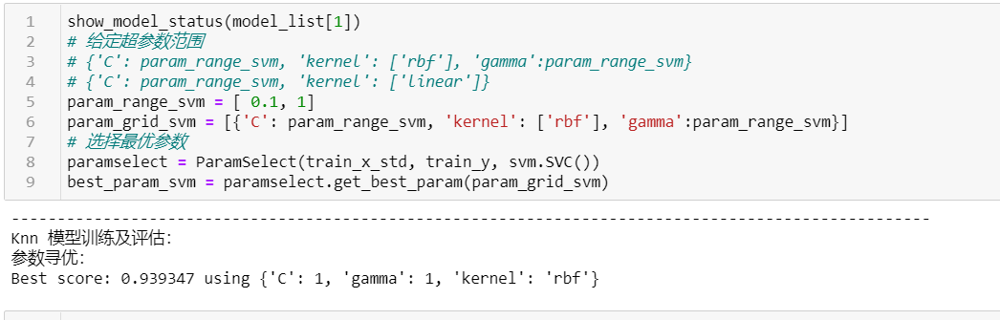 1 show_model_status(model_list[1])
2 # 给定超参数范围
3 # {'C': param_range_svm, 'kernel': ['rbf'], 'gamma':param_range_svm}
4 # {'C': param_range_svm, 'kernel': ['linear']}
5 param_range_svm = [ 0.1, 1]
6 param_grid_svm = [{'C': param_range_svm, 'kernel': ['rbf'], 'gamma':param_range_svm}]
7 # 选择最优参数
8 paramselect = ParamSelect(train_x_std, train_y, svm.SVC())
9 best_param_svm = paramselect.get_best_param(param_grid_svm)
----------------------------------------------------------------------------------------------------
Knn 模型训练及评估:
参数寻优:
Best score: 0.939347 using {'C': 1, 'gamma': 1, 'kernel': 'rbf'}